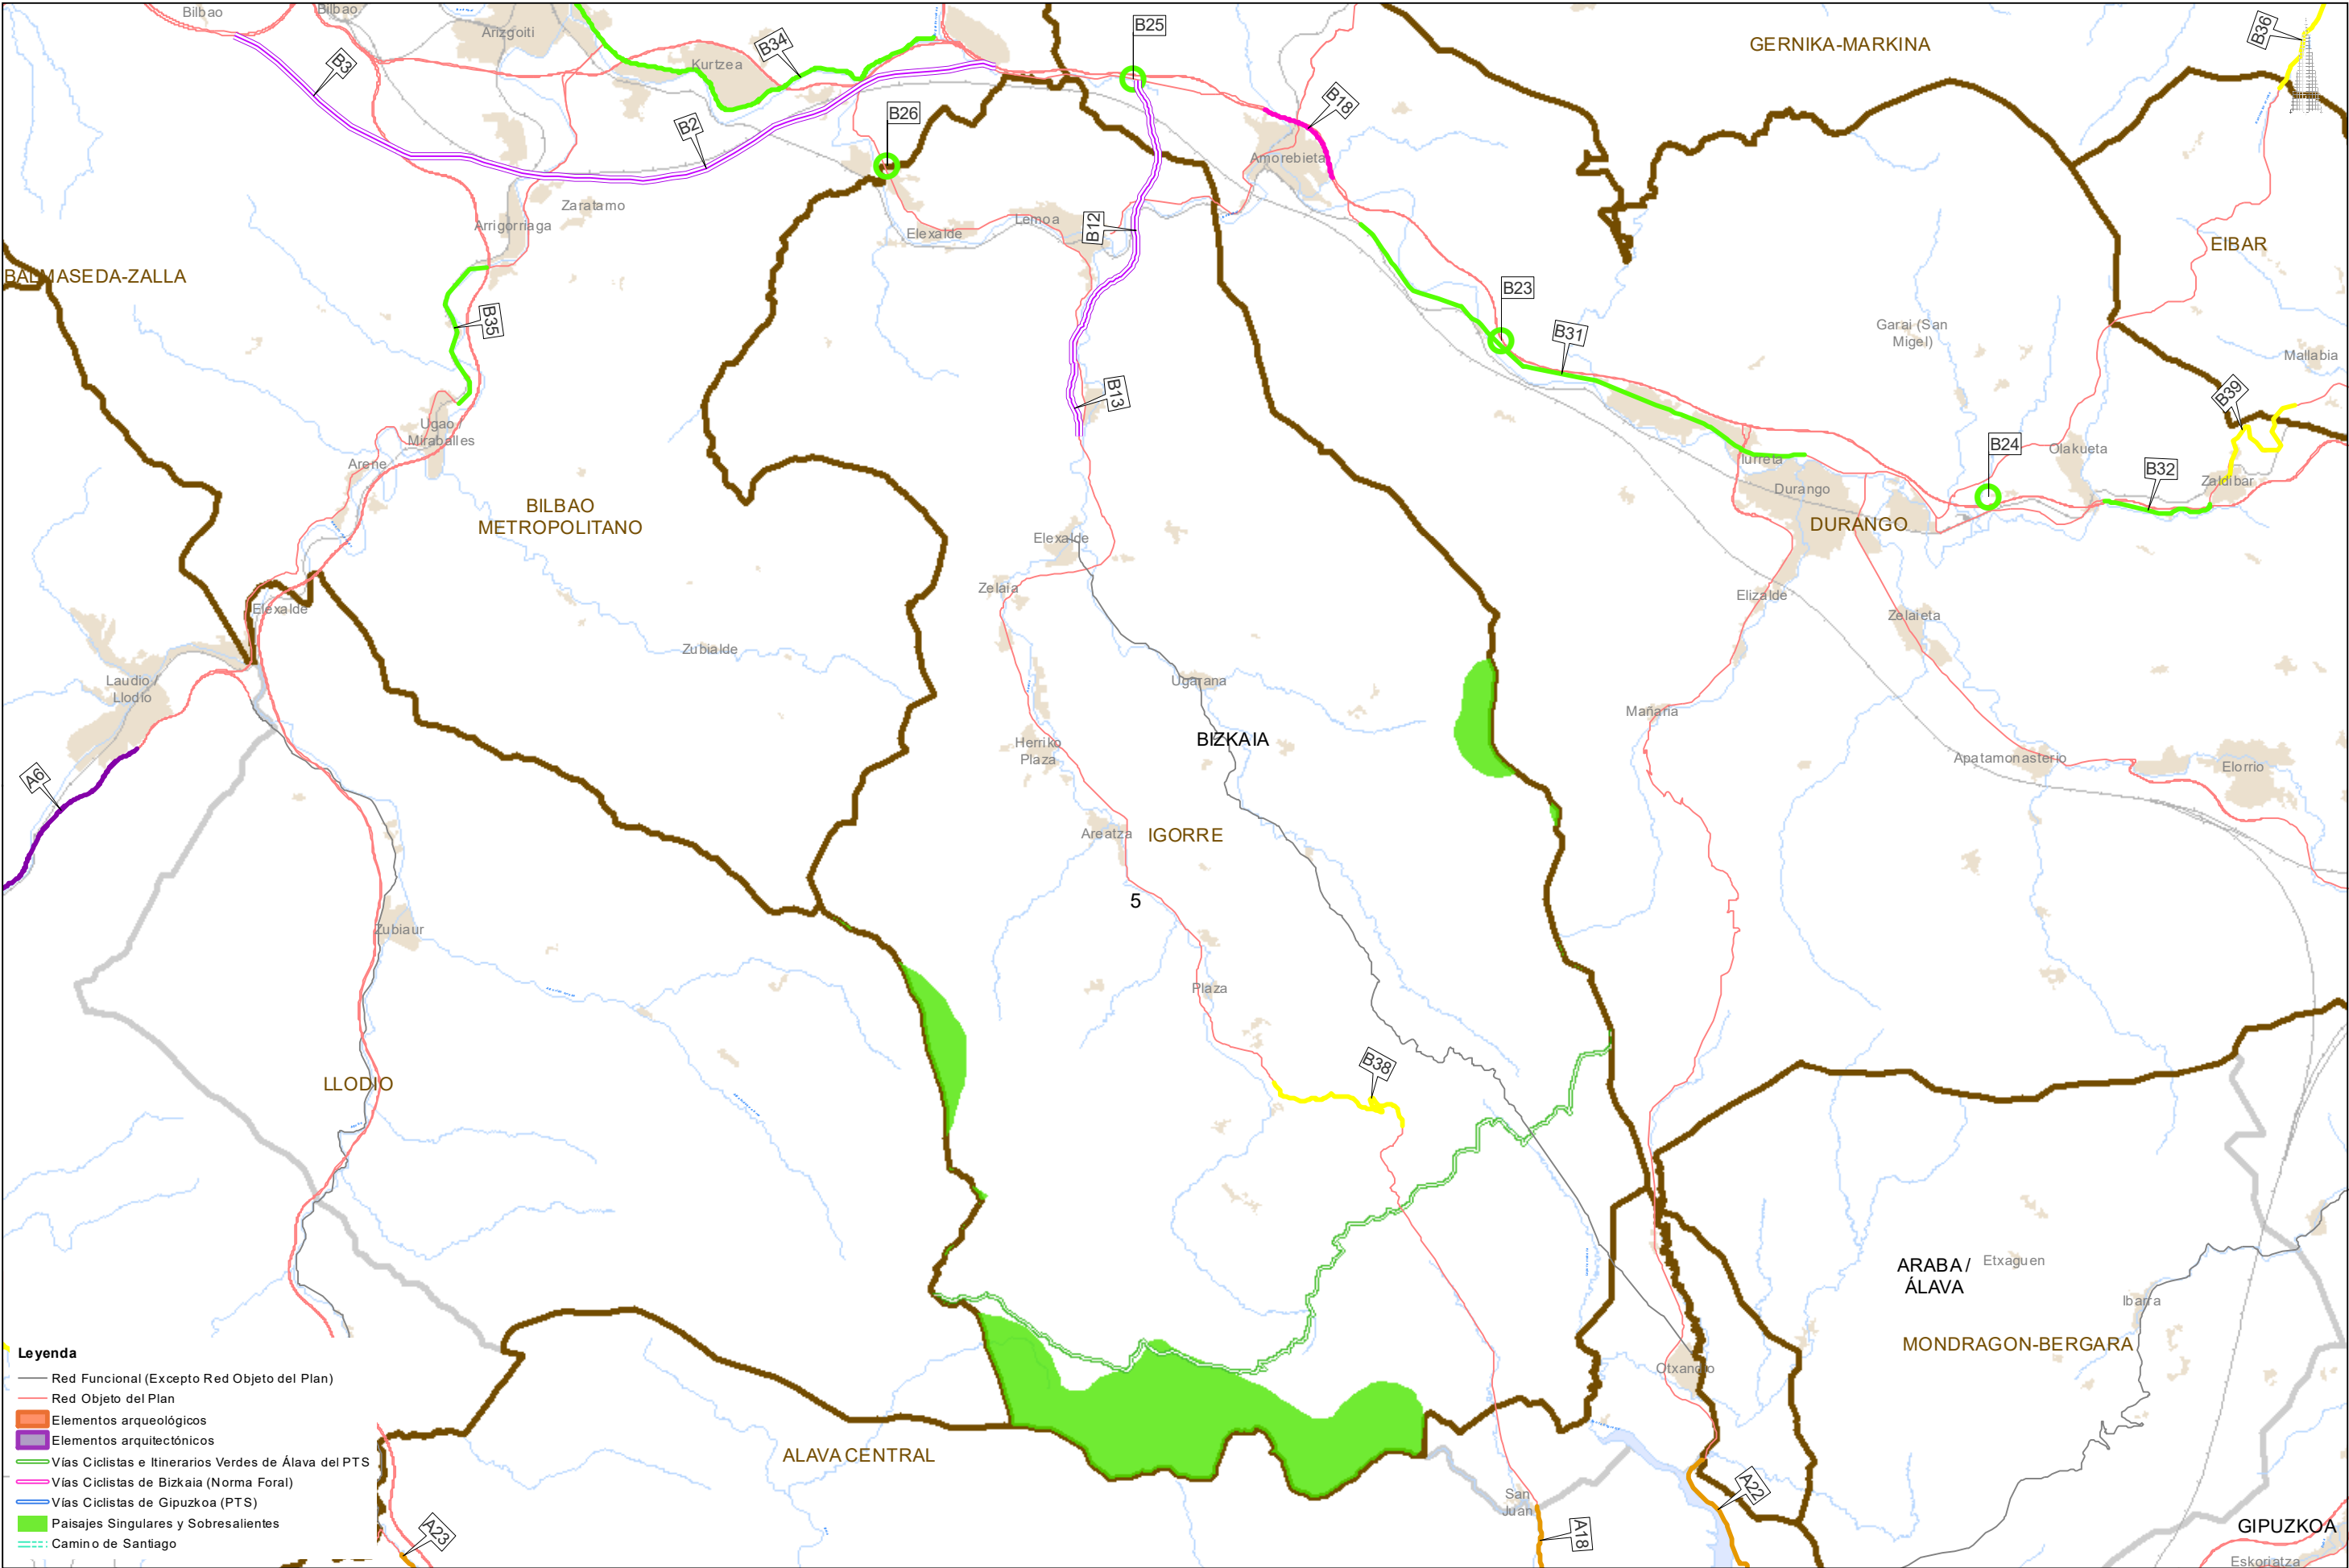 Bilbao
Bilbao
Arizgoiti
B34
B25
GERNIKA-MARKINA
B36
B3
Kurtzea
B26
B18
B2
Amorebieta
Zaratamo
Arrigorriaga
Elexalde
Lemoa
B12
EIBAR
BALMASEDA-ZALLA
B23
B35
B31
Garai (San
Migel)
Mallabia
B13
B39
Ugao
Miraballes
Arene
B24
Olakueta
Iurreta
B32
Zaldibar
Durango
BILBAO
METROPOLITANO
DURANGO
Elexalde
Zelaia
Elizalde
Elexalde
Zelaieta
Zubialde
Laudio /
Llodio
Ugarana
Mañaria
BIZKAIA
Herriko
Plaza
Apatamonasterio
Elorrio
A6
Areatza
IGORRE
5
Zubiaur
Plaza
B38
LLODIO
ARABA /
ÁLAVA
Etxaguen
Ibarra
MONDRAGON-BERGARA
Otxandio
ALAVA CENTRAL
San
Juan
A22
A18
A23
GIPUZKOA
Eskoriatza
Leyenda
Red Funcional (Excepto Red Objeto del Plan)
Red Objeto del Plan
Elementos arqueológicos
Elementos arquitectónicos
Vías Ciclistas e Itinerarios Verdes de Álava del PTS
Vías Ciclistas de Bizkaia (Norma Foral)
Vías Ciclistas de Gipuzkoa (PTS)
Paisajes Singulares y Sobresalientes
Camino de Santiago